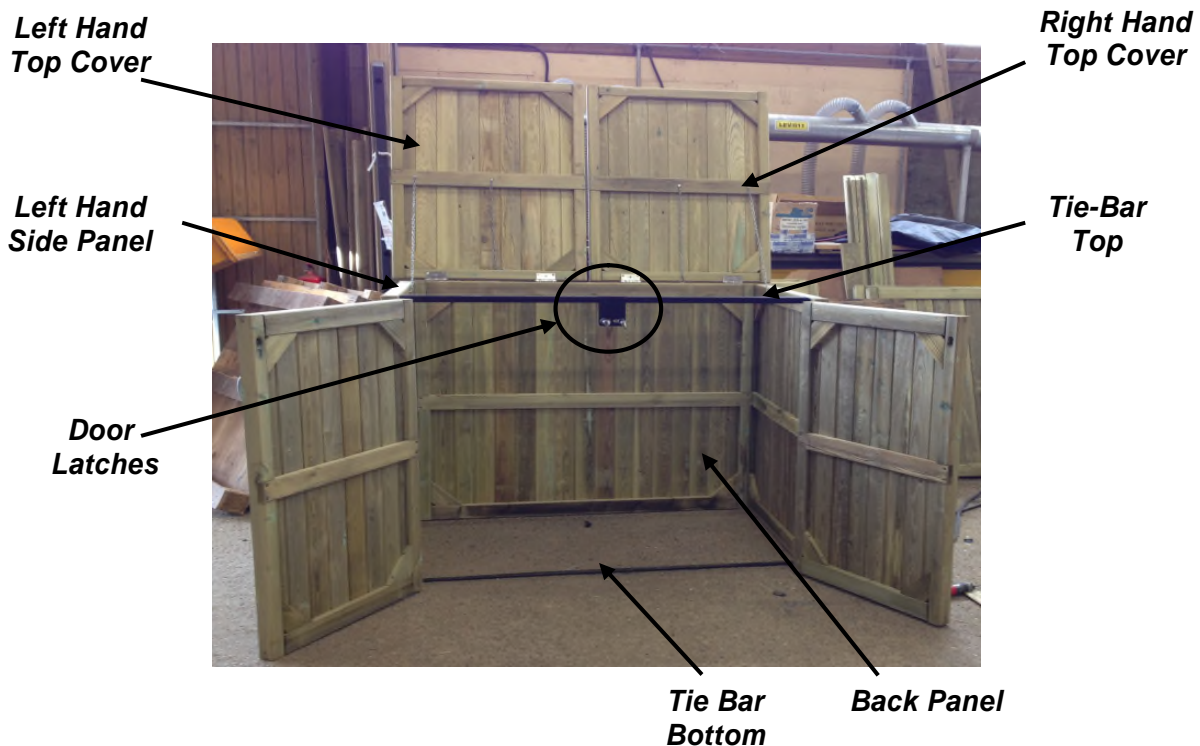 Left Hand
Top Cover
Right Hand
Top Cover
Left Hand
Side Panel
Tie-Bar
Top
Door
Latches
Tie Bar
Bottom
Back Panel